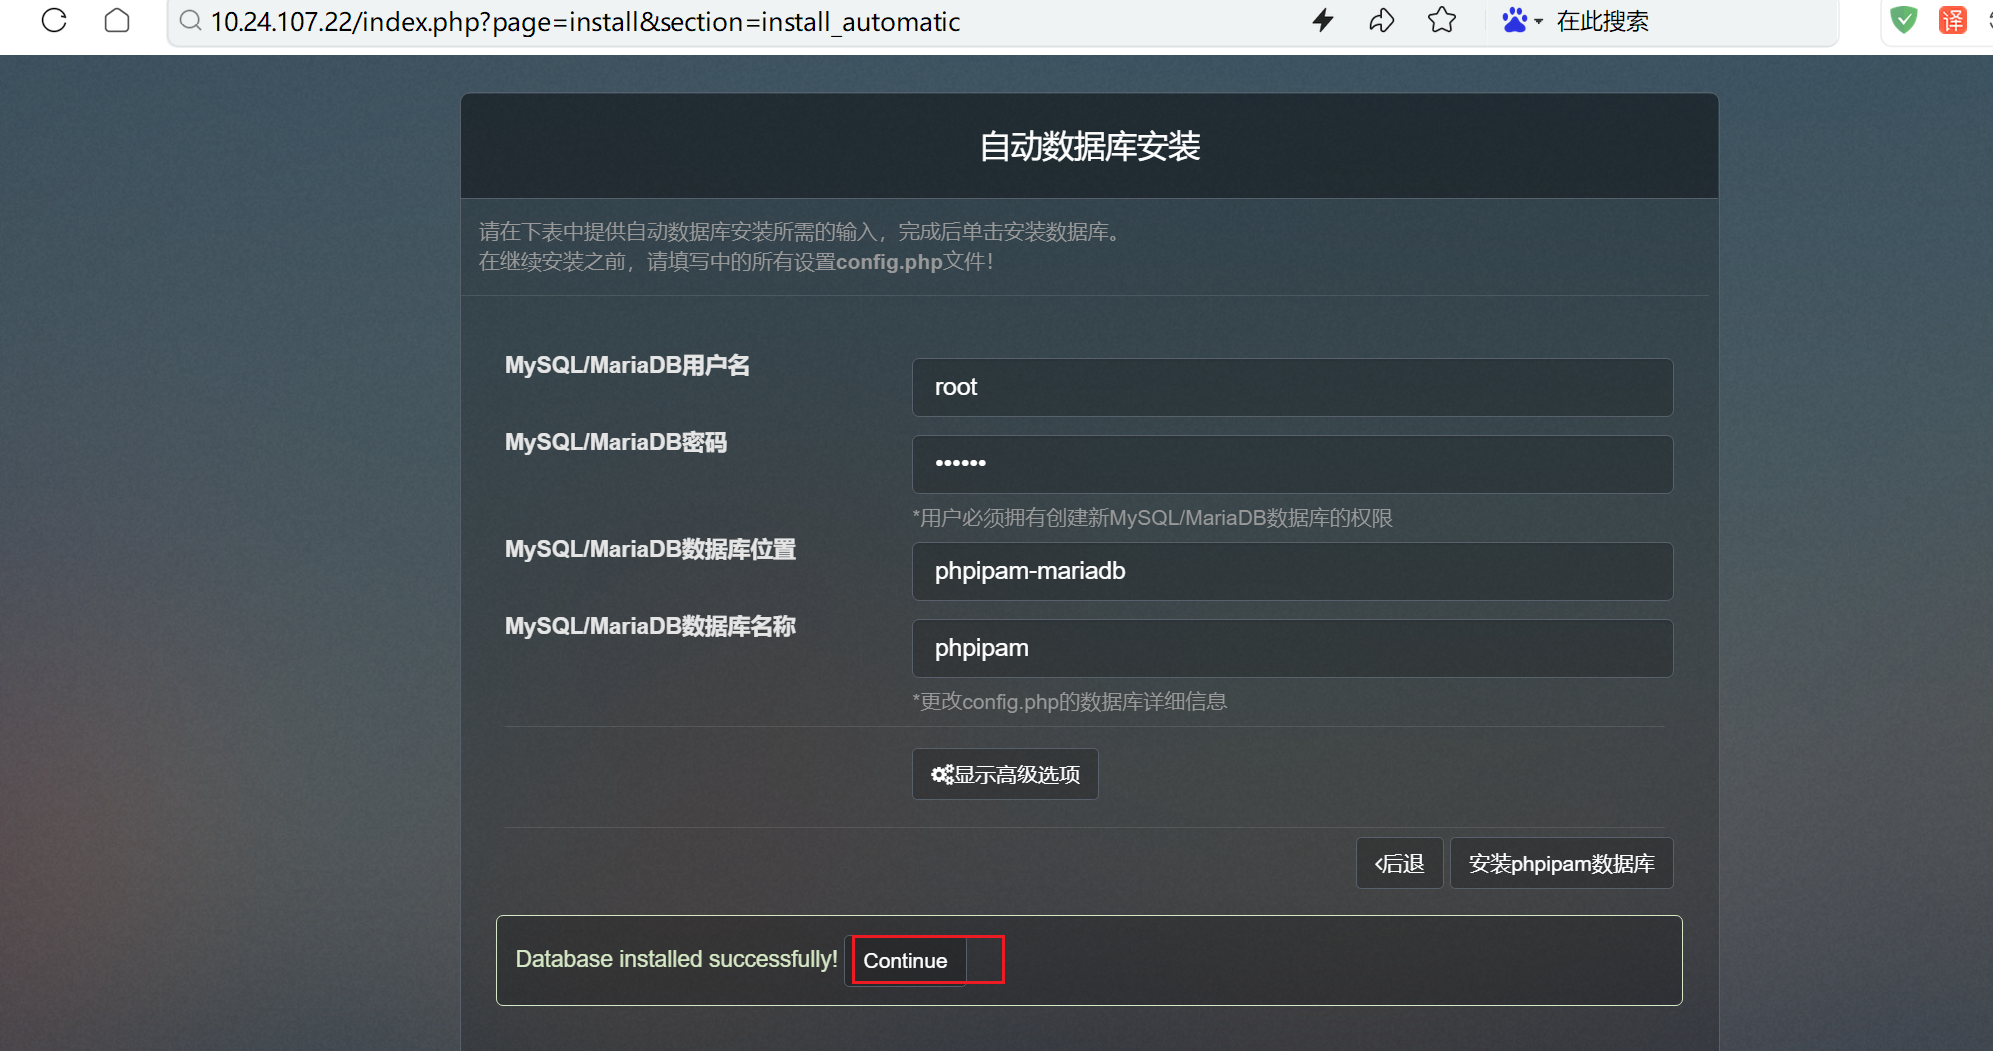 10.24.107.22/index.php?page=install&section=install_automatic
在此搜索
译
自动数据库安装
请在下表中提供自动数据库安装所需的输入，完成后单击安装数据库。
在继续安装之前，请填写中的所有设置config.php文件！
MySQL/MariaDB用户名
root
MySQL/MariaDB密码
••••••
*用户必须拥有创建新MySQL/MariaDB数据库的权限
MySQL/MariaDB数据库位置
phpipam-mariadb
MySQL/MariaDB数据库名称
phpipam
*更改config.php的数据库详细信息
显示高级选项
<后退
安装phpipam数据库
Database installed successfully! Continue